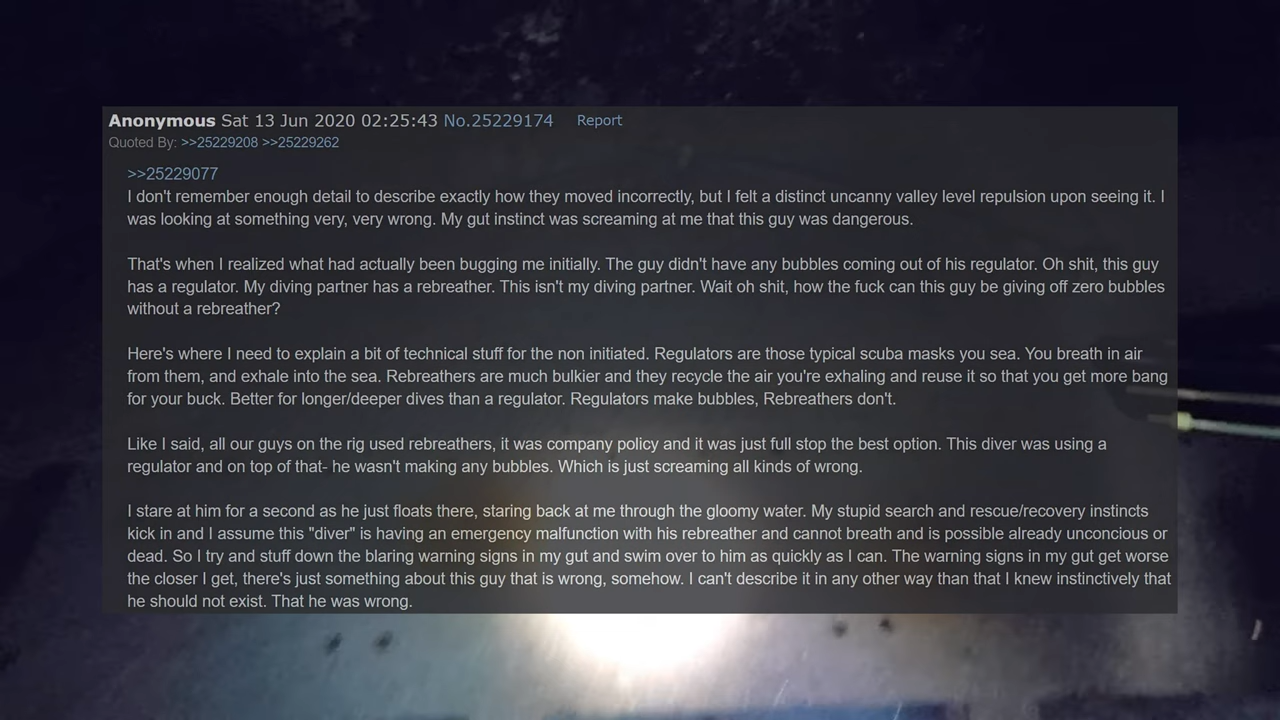 Anonymous Sat 13 Jun 2020 02:25:43 No.25229174 Report
Quoted By: >>25229208 >>25229262
>>25229077
I don't remember enough detail to describe exactly how they moved incorrectly, but I felt a distinct uncanny valley level repulsion upon seeing it. I
was looking at something very, very wrong. My gut instinct was screaming at me that this guy was dangerous.
That's when I realized what had actually been bugging me initially. The guy didn't have any bubbles coming out of his regulator. Oh shit, this guy
has a regulator. My diving partner has a rebreather. This isn't my diving partner. Wait oh shit, how the fuck can this guy be giving off zero bubbles
without a rebreather?
Here's where I need to explain a bit of technical stuff for the non initiated. Regulators are those typical scuba masks you sea. You breath in air
from them, and exhale into the sea. Rebreathers are much bulkier and they recycle the air you're exhaling and reuse it so that you get more bang
for your buck. Better for longer/deeper dives than a regulator. Regulators make bubbles, Rebreathers don't.
Like I said, all our guys on the rig used rebreathers, it was company policy and it was just full stop the best option. This diver was using a
regulator and on top of that- he wasn't making any bubbles. Which is just screaming all kinds of wrong.
I stare at him for a second as he just floats there, staring back at me through the gloomy water. My stupid search and rescue/recovery instincts
kick in and I assume this "diver" is having an emergency malfunction with his rebreather and cannot breath and is possible already unconcious or
dead. So I try and stuff down the blaring warning signs in my gut and swim over to him as quickly as I can. The warning signs in my gut get worse
the closer I get, there's just something about this guy that is wrong, somehow. I can't describe it in any other way than that I knew instinctively that
he should not exist. That he was wrong.